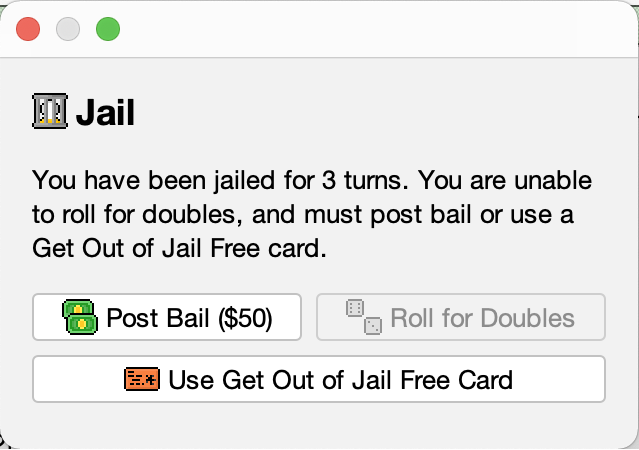 Jail
You have been jailed for 3 turns. You are unable
to roll for doubles, and must post bail or use a
Get Out of Jail Free card.
Post Bail ($50)
Roll for Doubles
Use Get Out of Jail Free Card